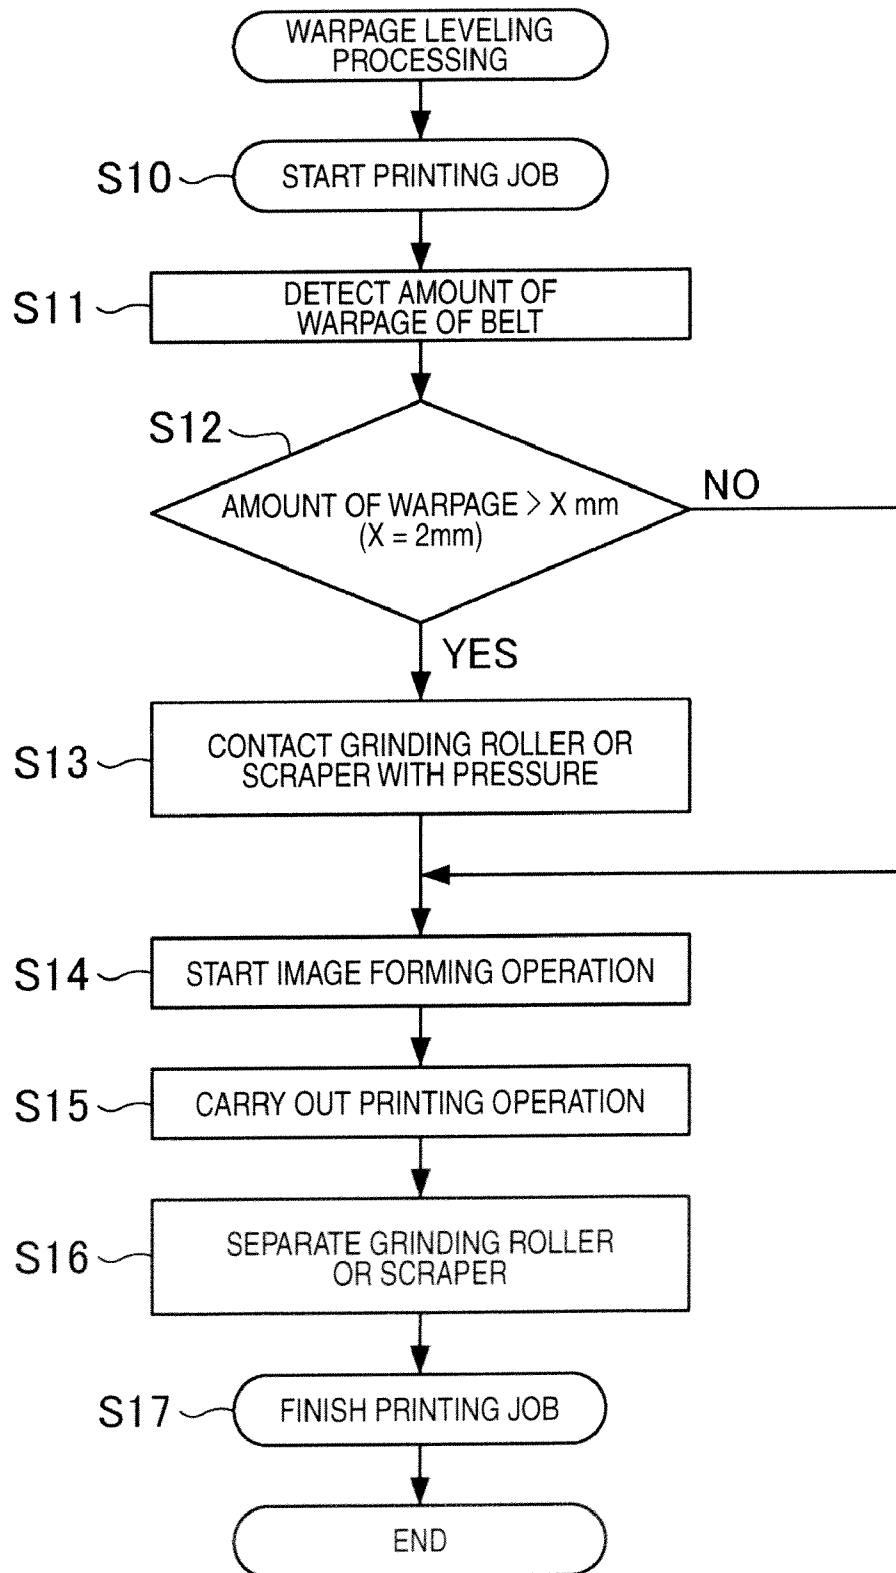 WARPAGE LEVELING
PROCESSING
S10
START PRINTING JOB
S11
DETECT AMOUNT OF
WARPAGE OF BELT
S12
AMOUNT OF WARPAGE > X mm
(X = 2mm)
NO
YES
S13
CONTACT GRINDING ROLLER OR
SCRAPER WITH PRESSURE
S14
START IMAGE FORMING OPERATION
S15
CARRY OUT PRINTING OPERATION
S16
SEPARATE GRINDING ROLLER
OR SCRAPER
S17
FINISH PRINTING JOB
END